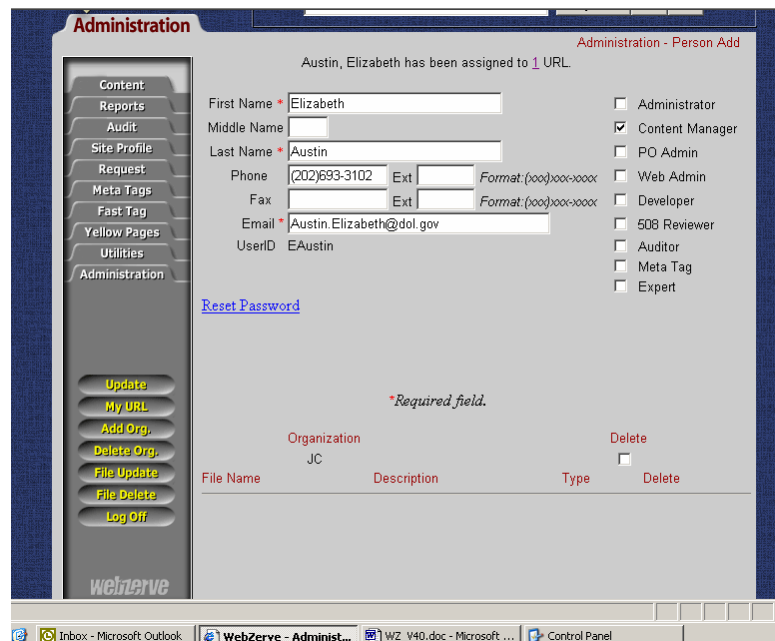 Administration
Administration - Person Add
Austin, Elizabeth has been assigned to 1 URL.
Content
Reports
Audit
Site Profile
Request
Meta Tags
Fast Tag
Yellow Pages
Utilities
Administration
First Name * Elizabeth
Middle Name
Last Name * Austin
Phone (202)693-3102 Ext Format:(xxx)xxx-xxxx
Fax Ext Format:(xxx)xxx-xxxx
Email * Austin.Elizabeth@dol.gov
UserID EAustin
Administrator
Content Manager
PO Admin
Web Admin
Developer
508 Reviewer
Auditor
Meta Tag
Expert
Reset Password
*Required field.
Update
My URL
Add Org.
Delete Org.
File Update
File Delete
Log Off
Organization Delete
JC
File Name Description Type Delete
webzerve
Inbox - Microsoft Outlook WebZerve - Administ... WZ_V40.doc - Microsoft ... Control Panel